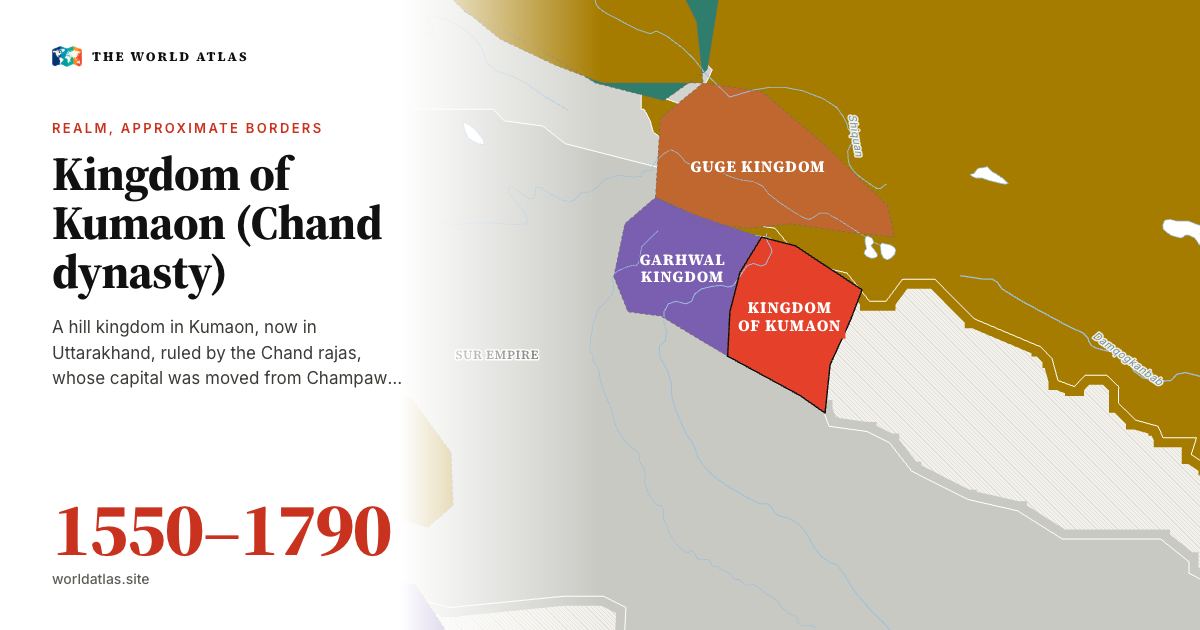 THE WORLD ATLAS
REALM, APPROXIMATE BORDERS
Kingdom of
Kumaon (Chand
dynasty)
A hill kingdom in Kumaon, now in
Uttarakhand, ruled by the Chand rajas,
whose capital was moved from Champaw...
1550–1790
worldatlas.site
GUGE KINGDOM
Shiquan
GARHWAL
KINGDOM
KINGDOM
OF KUMAON
SUR EMPIRE
Damqogkanbab